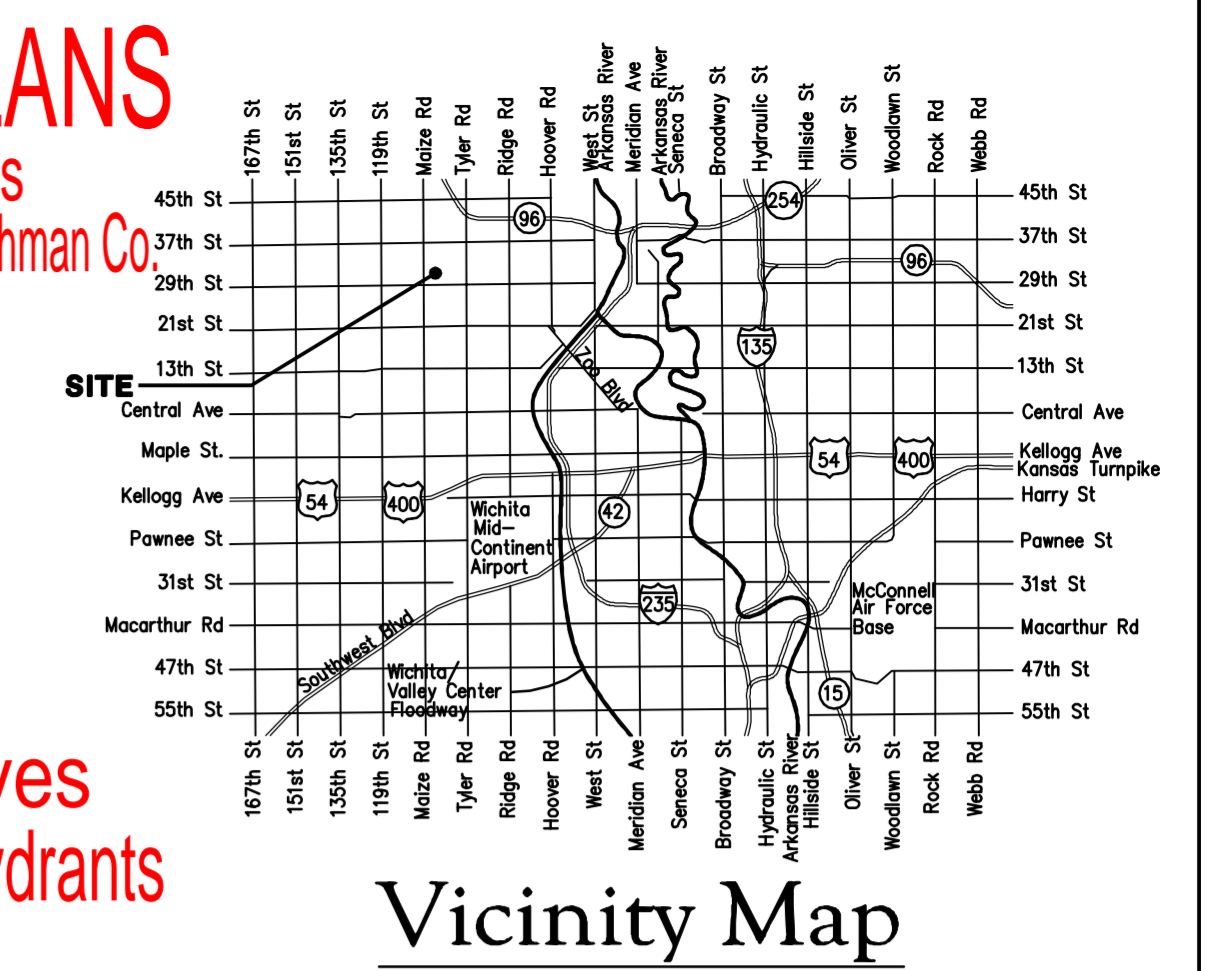 ANS
s
hman Co.
yes
ydrants
167th St
151st St
135th St
119th St
Maize Rd
Tyler Rd
Ridge Rd
Hoover Rd
West St
Arkansas River
Meridian Ave
Arkansas River
Seneca St
Broadway St
Hydraulic St
Hillside St
Oliver St
Woodlawn St
Rock Rd
Webb Rd
45th St
37th St
29th St
21st St
13th St
SITE
Central Ave
Maple St.
Kellogg Ave
Pawnee St
31st St
Macarthur Rd
47th St
55th St
96
254
96
135
Zoo Blvd
54
400
54
400
42
Wichita
Mid-
Continent
Airport
235
McConnell
Air Force
Base
Southwest Blvd
Wichita/
Valley Center
Floodway
15
45th St
37th St
29th St
21st St
13th St
Central Ave
Kellogg Ave
Kansas Turnpike
Harry St
Pawnee St
31st St
Macarthur Rd
47th St
55th St
167th St
151st St
135th St
119th St
Maize Rd
Tyler Rd
Ridge Rd
Hoover Rd
West St
Meridian Ave
Seneca St
Broadway St
Hydraulic St
Arkansas River
Hillside St
Oliver St
Woodlawn St
Rock Rd
Webb Rd
Vicinity Map